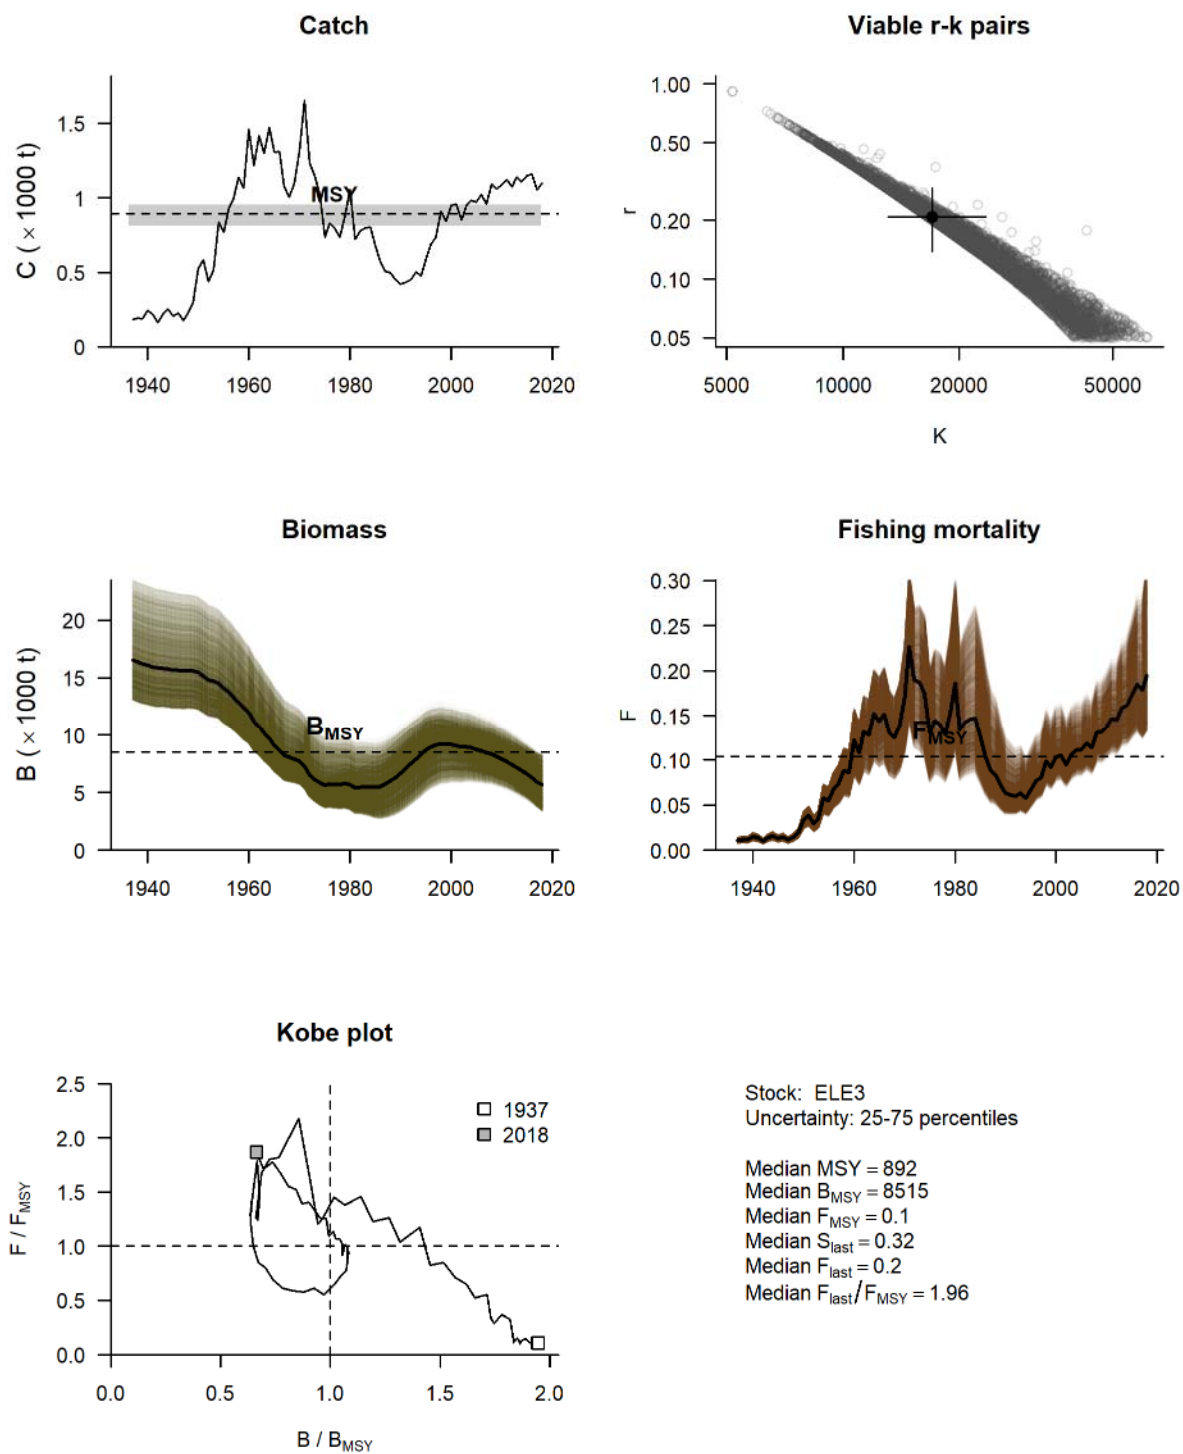 Catch
C ( × 1000 t)
1.5
1
0.5
0
MSY
1940 1960 1980 2000 2020
Viable r-k pairs
r
1.00
0.50
0.20
0.10
0.05
5000 10000 20000 50000
K
Biomass
B ( × 1000 t)
20
15
10
5
0
BMSY
1940 1960 1980 2000 2020
Fishing mortality
F
0.30
0.25
0.20
0.15
0.10
0.05
0.00
FMSY
1940 1960 1980 2000 2020
Kobe plot
F / FMSY
2.5
2.0
1.5
1.0
0.5
0.0
1937
2018
0.0 0.5 1.0 1.5 2.0
B / BMSY
Stock: ELE3
Uncertainty: 25-75 percentiles
Median MSY = 892
Median BMSY = 8515
Median FMSY = 0.1
Median Slast = 0.32
Median Flast = 0.2
Median Flast/FMSY = 1.96